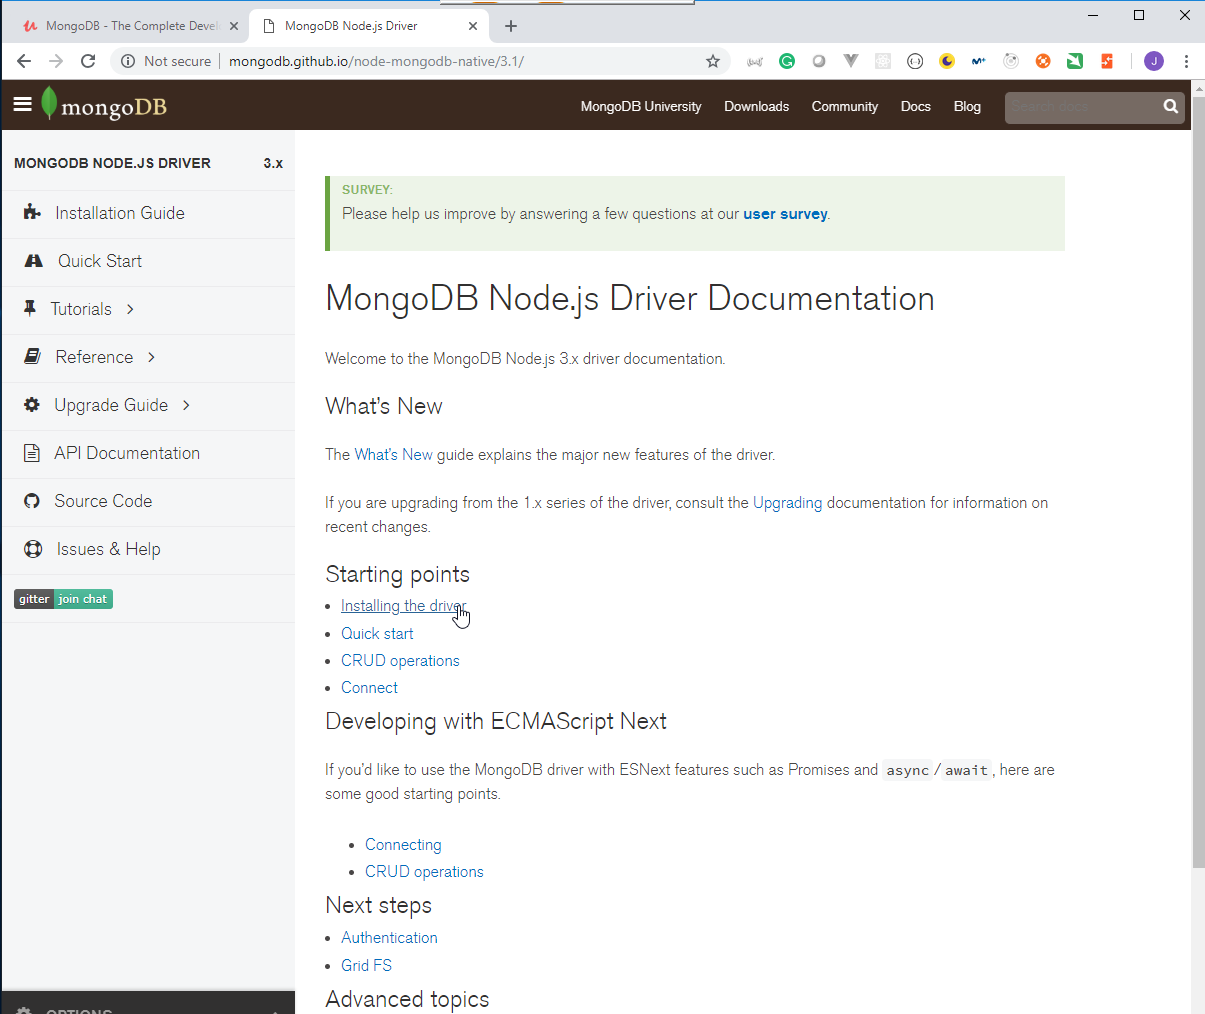 MongoDB - The Complete Devel
MongoDB Node.js Driver
Not secure
mongodb.github.io/node-mongodb-native/3.1/
J
mongoDB
MongoDB University
Downloads
Community
Docs
Blog
Search docs
MONGODB NODE.JS DRIVER
3.x
Installation Guide
Quick Start
Tutorials
Reference
Upgrade Guide
API Documentation
Source Code
Issues & Help
gitter join chat
SURVEY:
Please help us improve by answering a few questions at our user survey.
MongoDB Node.js Driver Documentation
Welcome to the MongoDB Node.js 3.x driver documentation.
What's New
The What's New guide explains the major new features of the driver.
If you are upgrading from the 1.x series of the driver, consult the Upgrading documentation for information on
recent changes.
Starting points
Installing the driver
Quick start
CRUD operations
Connect
Developing with ECMAScript Next
If you'd like to use the MongoDB driver with ESNext features such as Promises and async/await, here are
some good starting points.
Connecting
CRUD operations
Next steps
Authentication
Grid FS
Advanced topics
OPTIONS